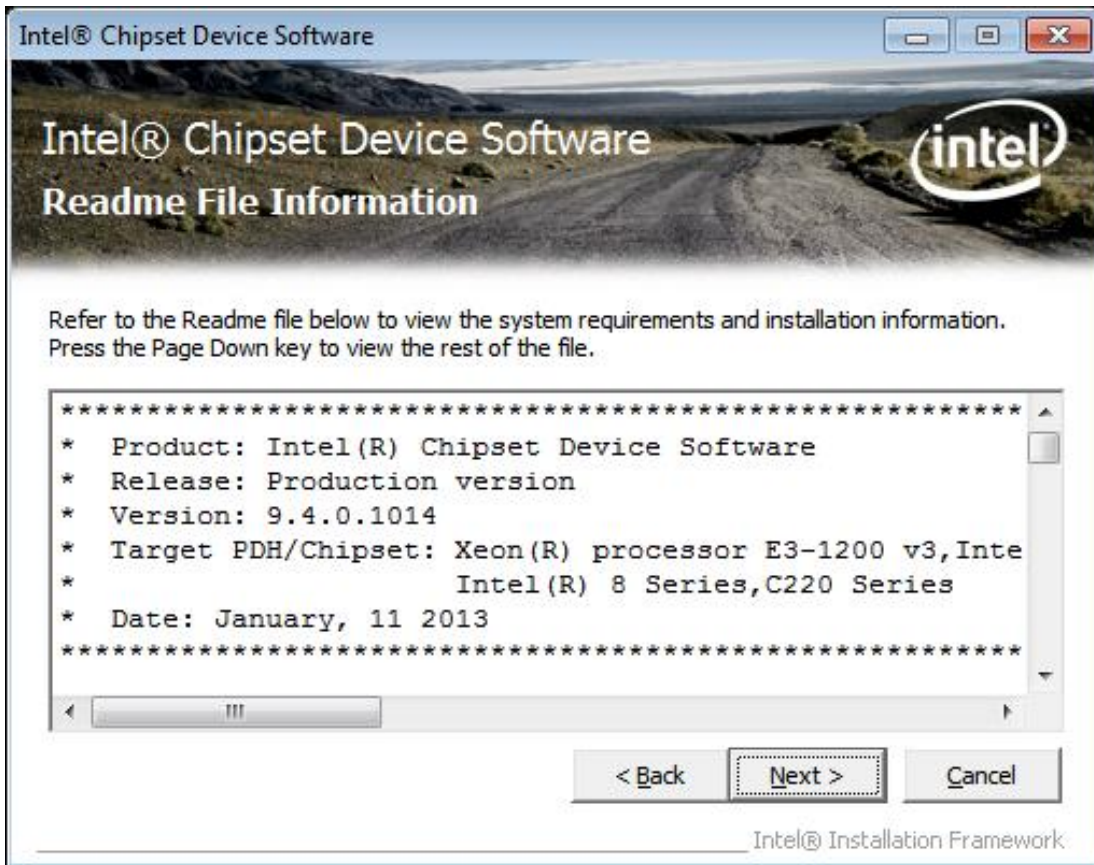 Intel® Chipset Device Software
Intel® Chipset Device Software
intel
Readme File Information
Refer to the Readme file below to view the system requirements and installation information.
Press the Page Down key to view the rest of the file.
********************************************************
* Product: Intel(R) Chipset Device Software
* Release: Production version
* Version: 9.4.0.1014
* Target PDH/Chipset: Xeon(R) processor E3-1200 v3,Inte
* Intel(R) 8 Series,C220 Series
* Date: January, 11 2013
********************************************************
< Back Next > Cancel
Intel® Installation Framework